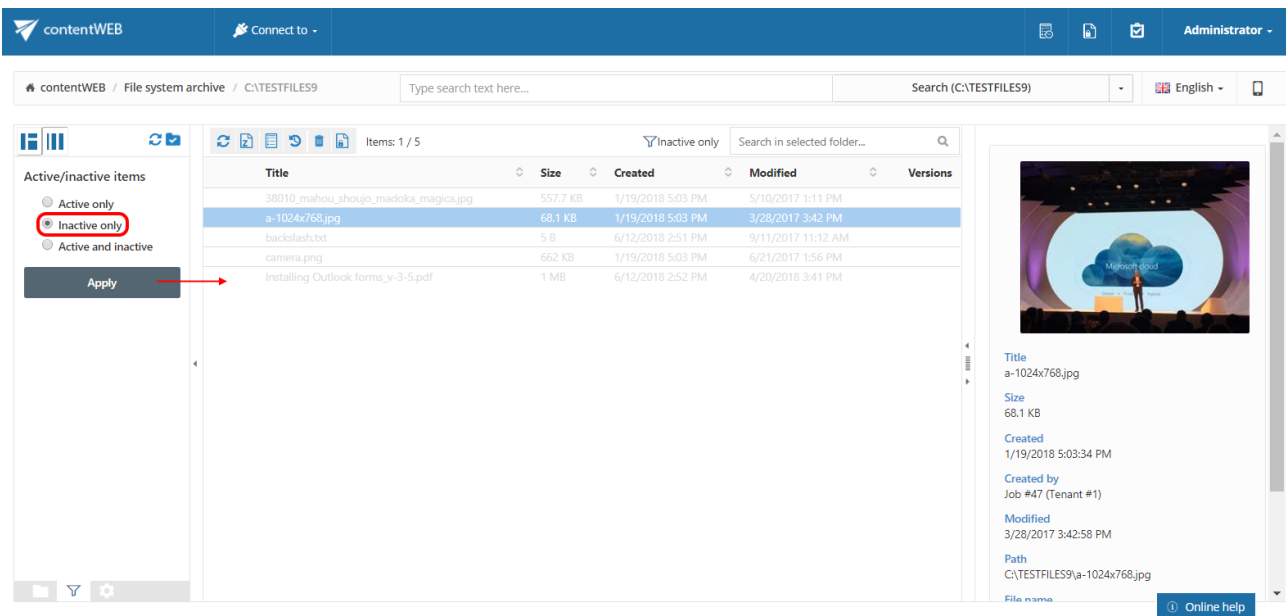 contentWEB
Connect to
Administrator
contentWEB / File system archive / C:\TESTFILES9
Type search text here...
Search (C:\TESTFILES9)
English
Items: 1 / 5
Inactive only
Search in selected folder...
Active/inactive items
Active only
Inactive only
Active and inactive
Apply
Title Size Created Modified Versions
38010_mahou_shoujo_madoka_magica.jpg 557.7 KB 1/19/2018 5:03 PM 5/10/2017 1:11 PM
a-1024x768.jpg 68.1 KB 1/19/2018 5:03 PM 3/28/2017 3:42 PM
backslash.txt 5 B 6/12/2018 2:51 PM 9/11/2017 11:12 AM
camera.png 662 KB 1/19/2018 5:03 PM 6/21/2017 1:56 PM
Installing Outlook forms_v-3-5.pdf 1 MB 6/12/2018 2:52 PM 4/20/2018 3:41 PM
Microsoft cloud
Title
a-1024x768.jpg
Size
68.1 KB
Created
1/19/2018 5:03:34 PM
Created by
Job #47 (Tenant #1)
Modified
3/28/2017 3:42:58 PM
Path
C:\TESTFILES9\a-1024x768.jpg
File name
Online help